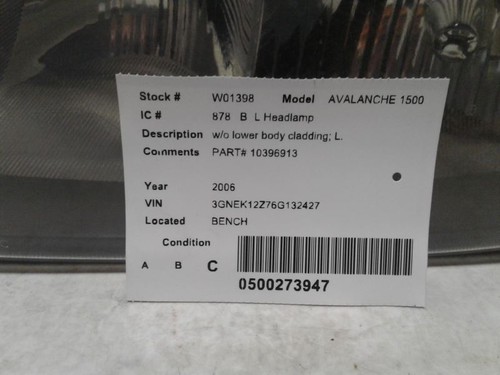 Stock # W01398 Model AVALANCHE 1500
IC # 878 B L Headlamp
Description w/o lower body cladding; L.
Comments PART# 10396913
Year 2006
VIN 3GNEK12Z76G132427
Located BENCH
Condition
A B C
0500273947